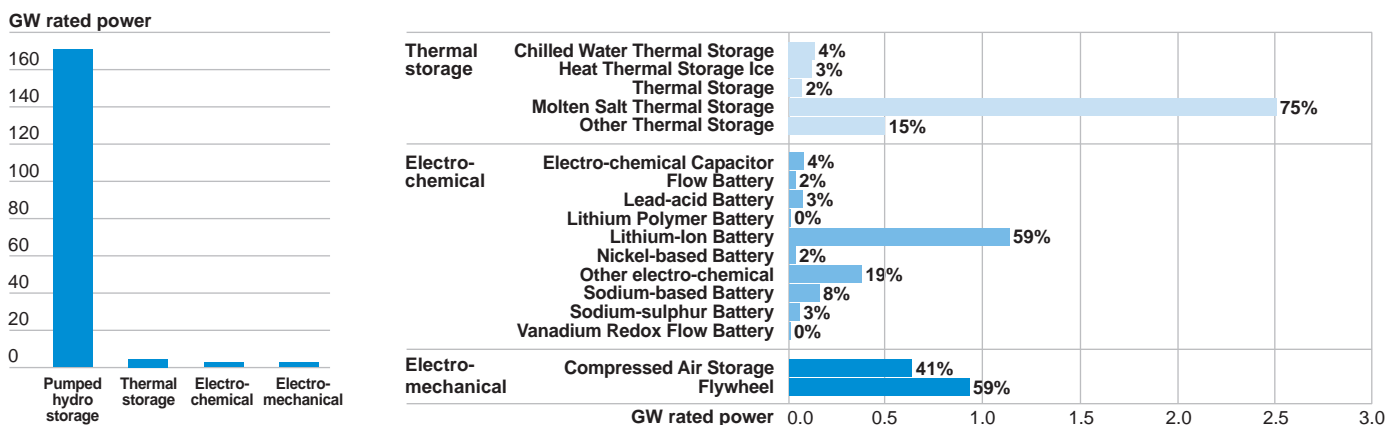 GW rated power
160
140
120
100
80
60
40
20
0
Pumped
hydro
storage
Thermal
storage
Electro-
chemical
Electro-
mechanical
Thermal
storage
Chilled Water Thermal Storage 4%
Heat Thermal Storage Ice 3%
Thermal Storage 2%
Molten Salt Thermal Storage 75%
Other Thermal Storage 15%
Electro-
chemical
Electro-chemical Capacitor 4%
Flow Battery 2%
Lead-acid Battery 3%
Lithium Polymer Battery 0%
Lithium-Ion Battery 59%
Nickel-based Battery 2%
Other electro-chemical 19%
Sodium-based Battery 8%
Sodium-sulphur Battery 3%
Vanadium Redox Flow Battery 0%
Electro-
mechanical
Compressed Air Storage 41%
Flywheel 59%
GW rated power 0.0 0.5 1.0 1.5 2.0 2.5 3.0